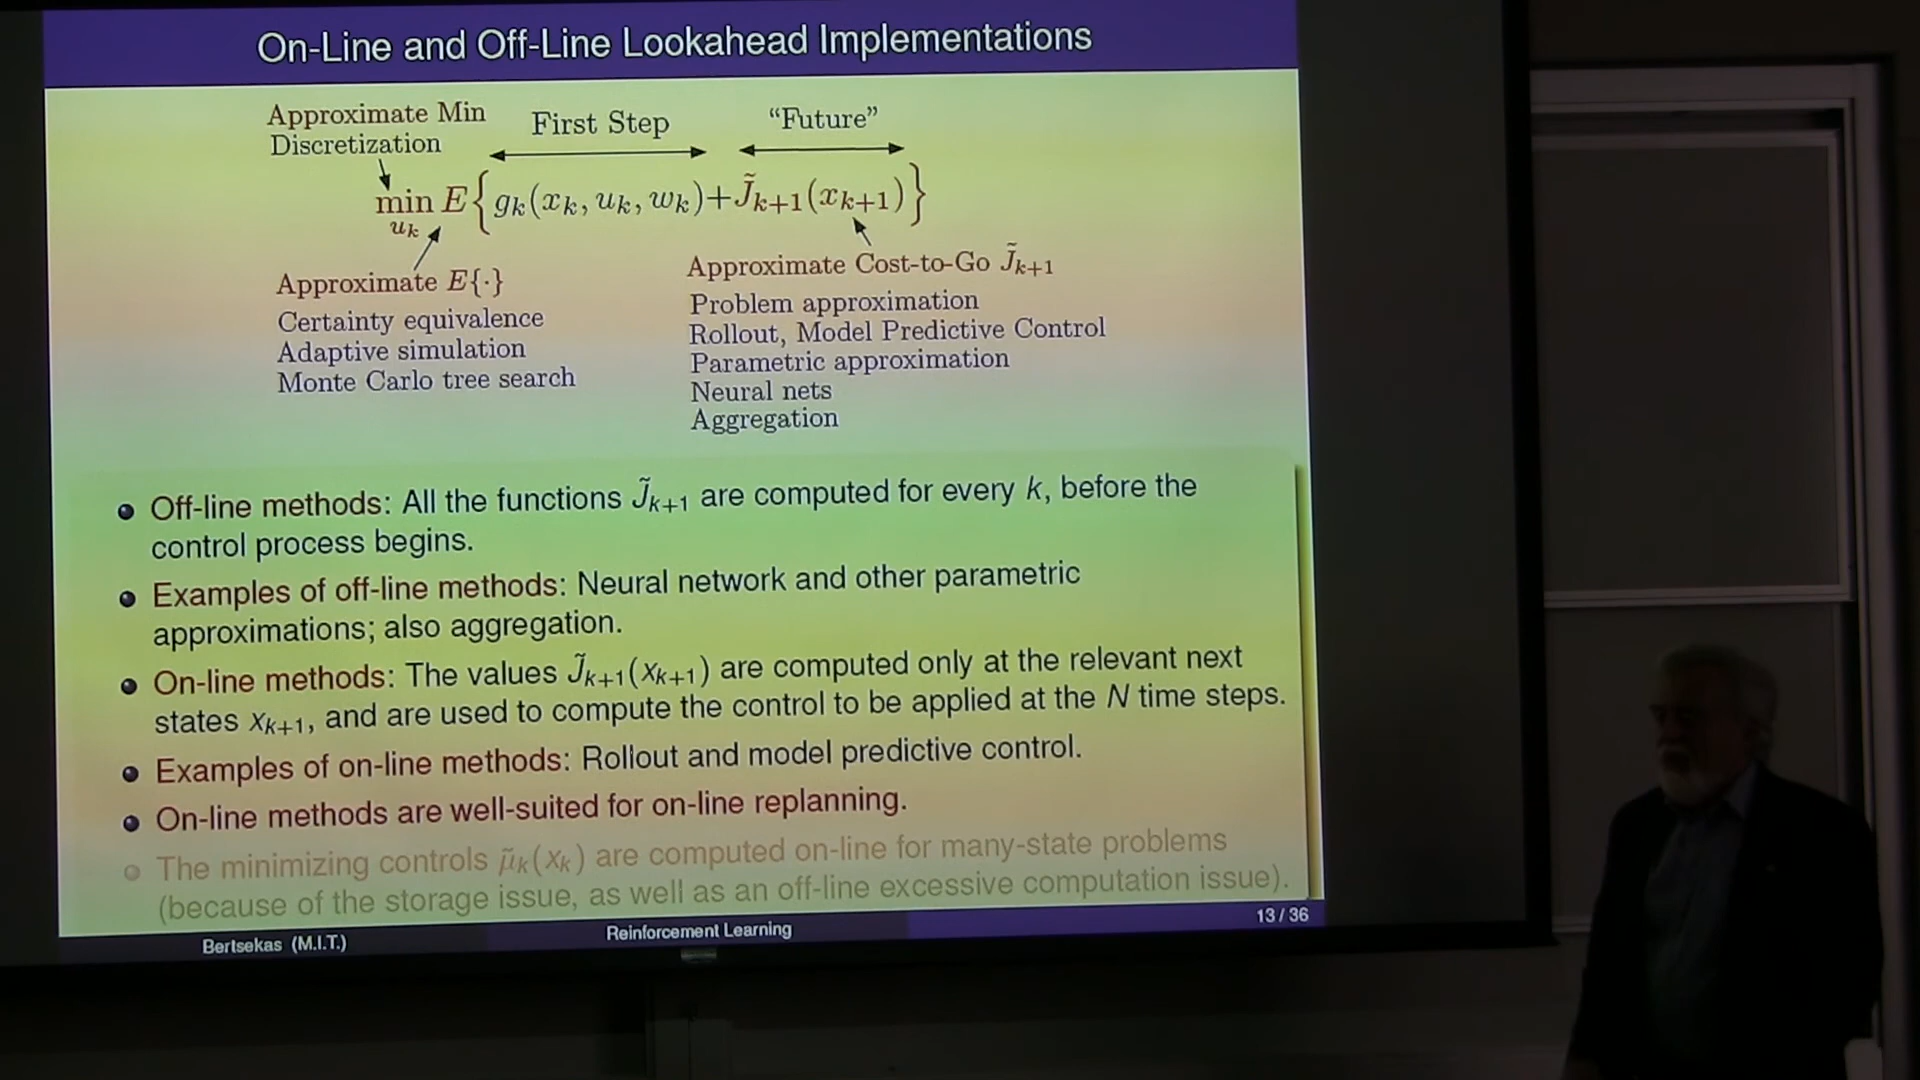 On-Line and Off-Line Lookahead Implementations
Approximate Min
Discretization
First Step
“Future”
min E{gk(xk, uk, wk)+J̃k+1(xk+1)}
uk
Approximate E{·}
Certainty equivalence
Adaptive simulation
Monte Carlo tree search
Approximate Cost-to-Go J̃k+1
Problem approximation
Rollout, Model Predictive Control
Parametric approximation
Neural nets
Aggregation
Off-line methods: All the functions J̃k+1 are computed for every k, before the
control process begins.
Examples of off-line methods: Neural network and other parametric
approximations; also aggregation.
On-line methods: The values J̃k+1(xk+1) are computed only at the relevant next
states xk+1, and are used to compute the control to be applied at the N time steps.
Examples of on-line methods: Rollout and model predictive control.
On-line methods are well-suited for on-line replanning.
The minimizing controls μ̃k(xk) are computed on-line for many-state problems
(because of the storage issue, as well as an off-line excessive computation issue).
Bertsekas (M.I.T.)
Reinforcement Learning
13 / 36